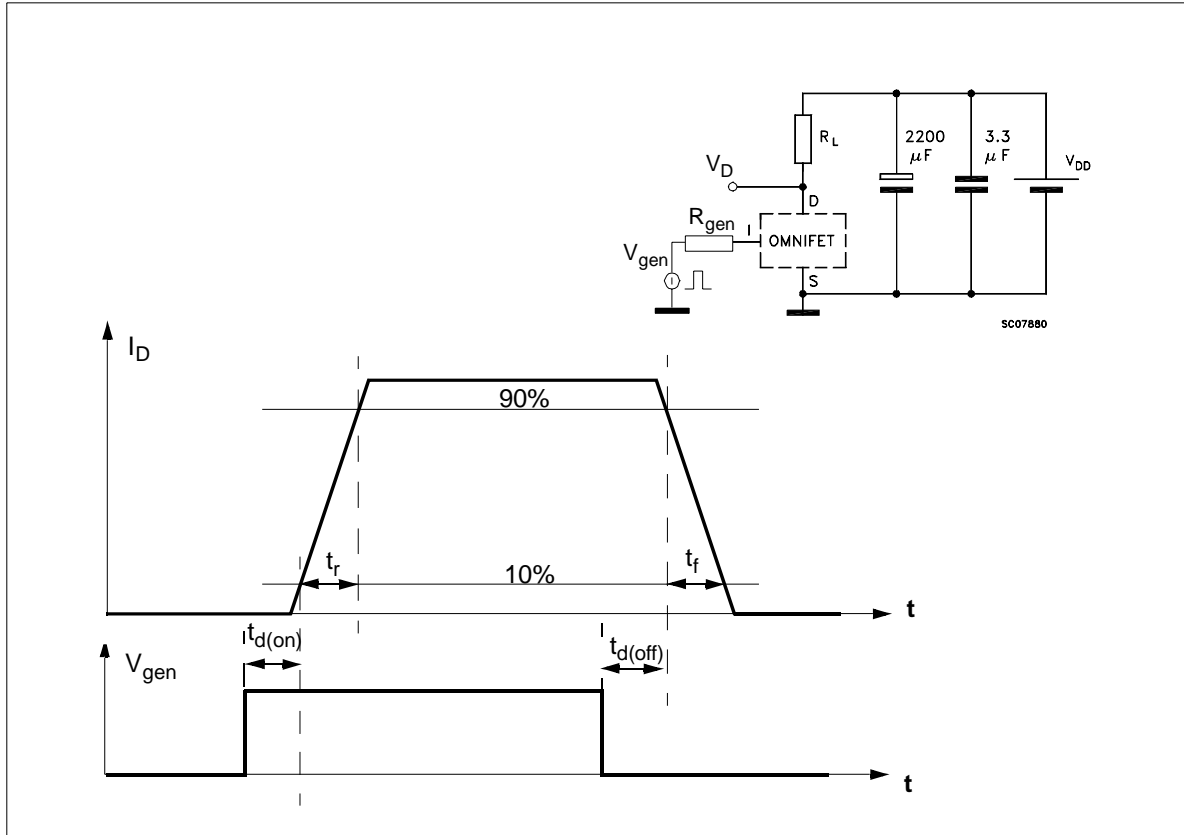 2200
µF
3.3
µF
R_L
V_DD
V_D
D
R_gen
I
OMNIFET
V_gen
S
SC07880
I_D
90%
t_r
10%
t_f
t
t_d(on)
t_d(off)
V_gen
t